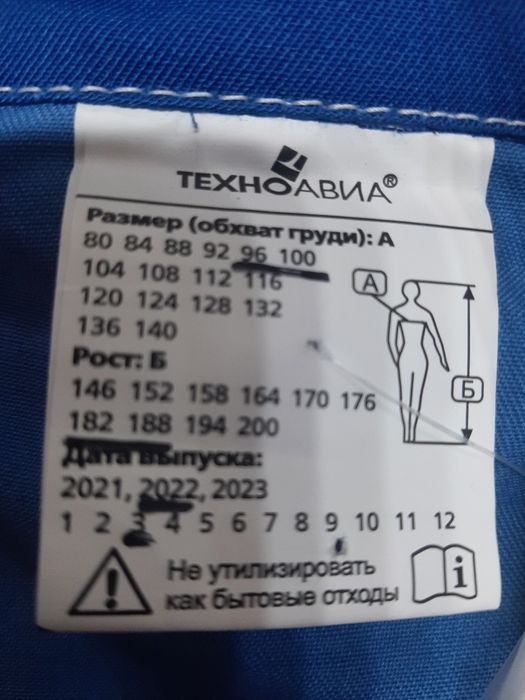 ТЕХНОАВИА®
Размер (обхват груди): А
80 84 88 92 96 100
104 108 112 116
120 124 128 132
136 140
Рост: Б
146 152 158 164 170 176
182 188 194 200
Дата выпуска:
2021, 2022, 2023
1 2 3 4 5 6 7 8 9 10 11 12
Не утилизировать
как бытовые отходы
А
Б
i